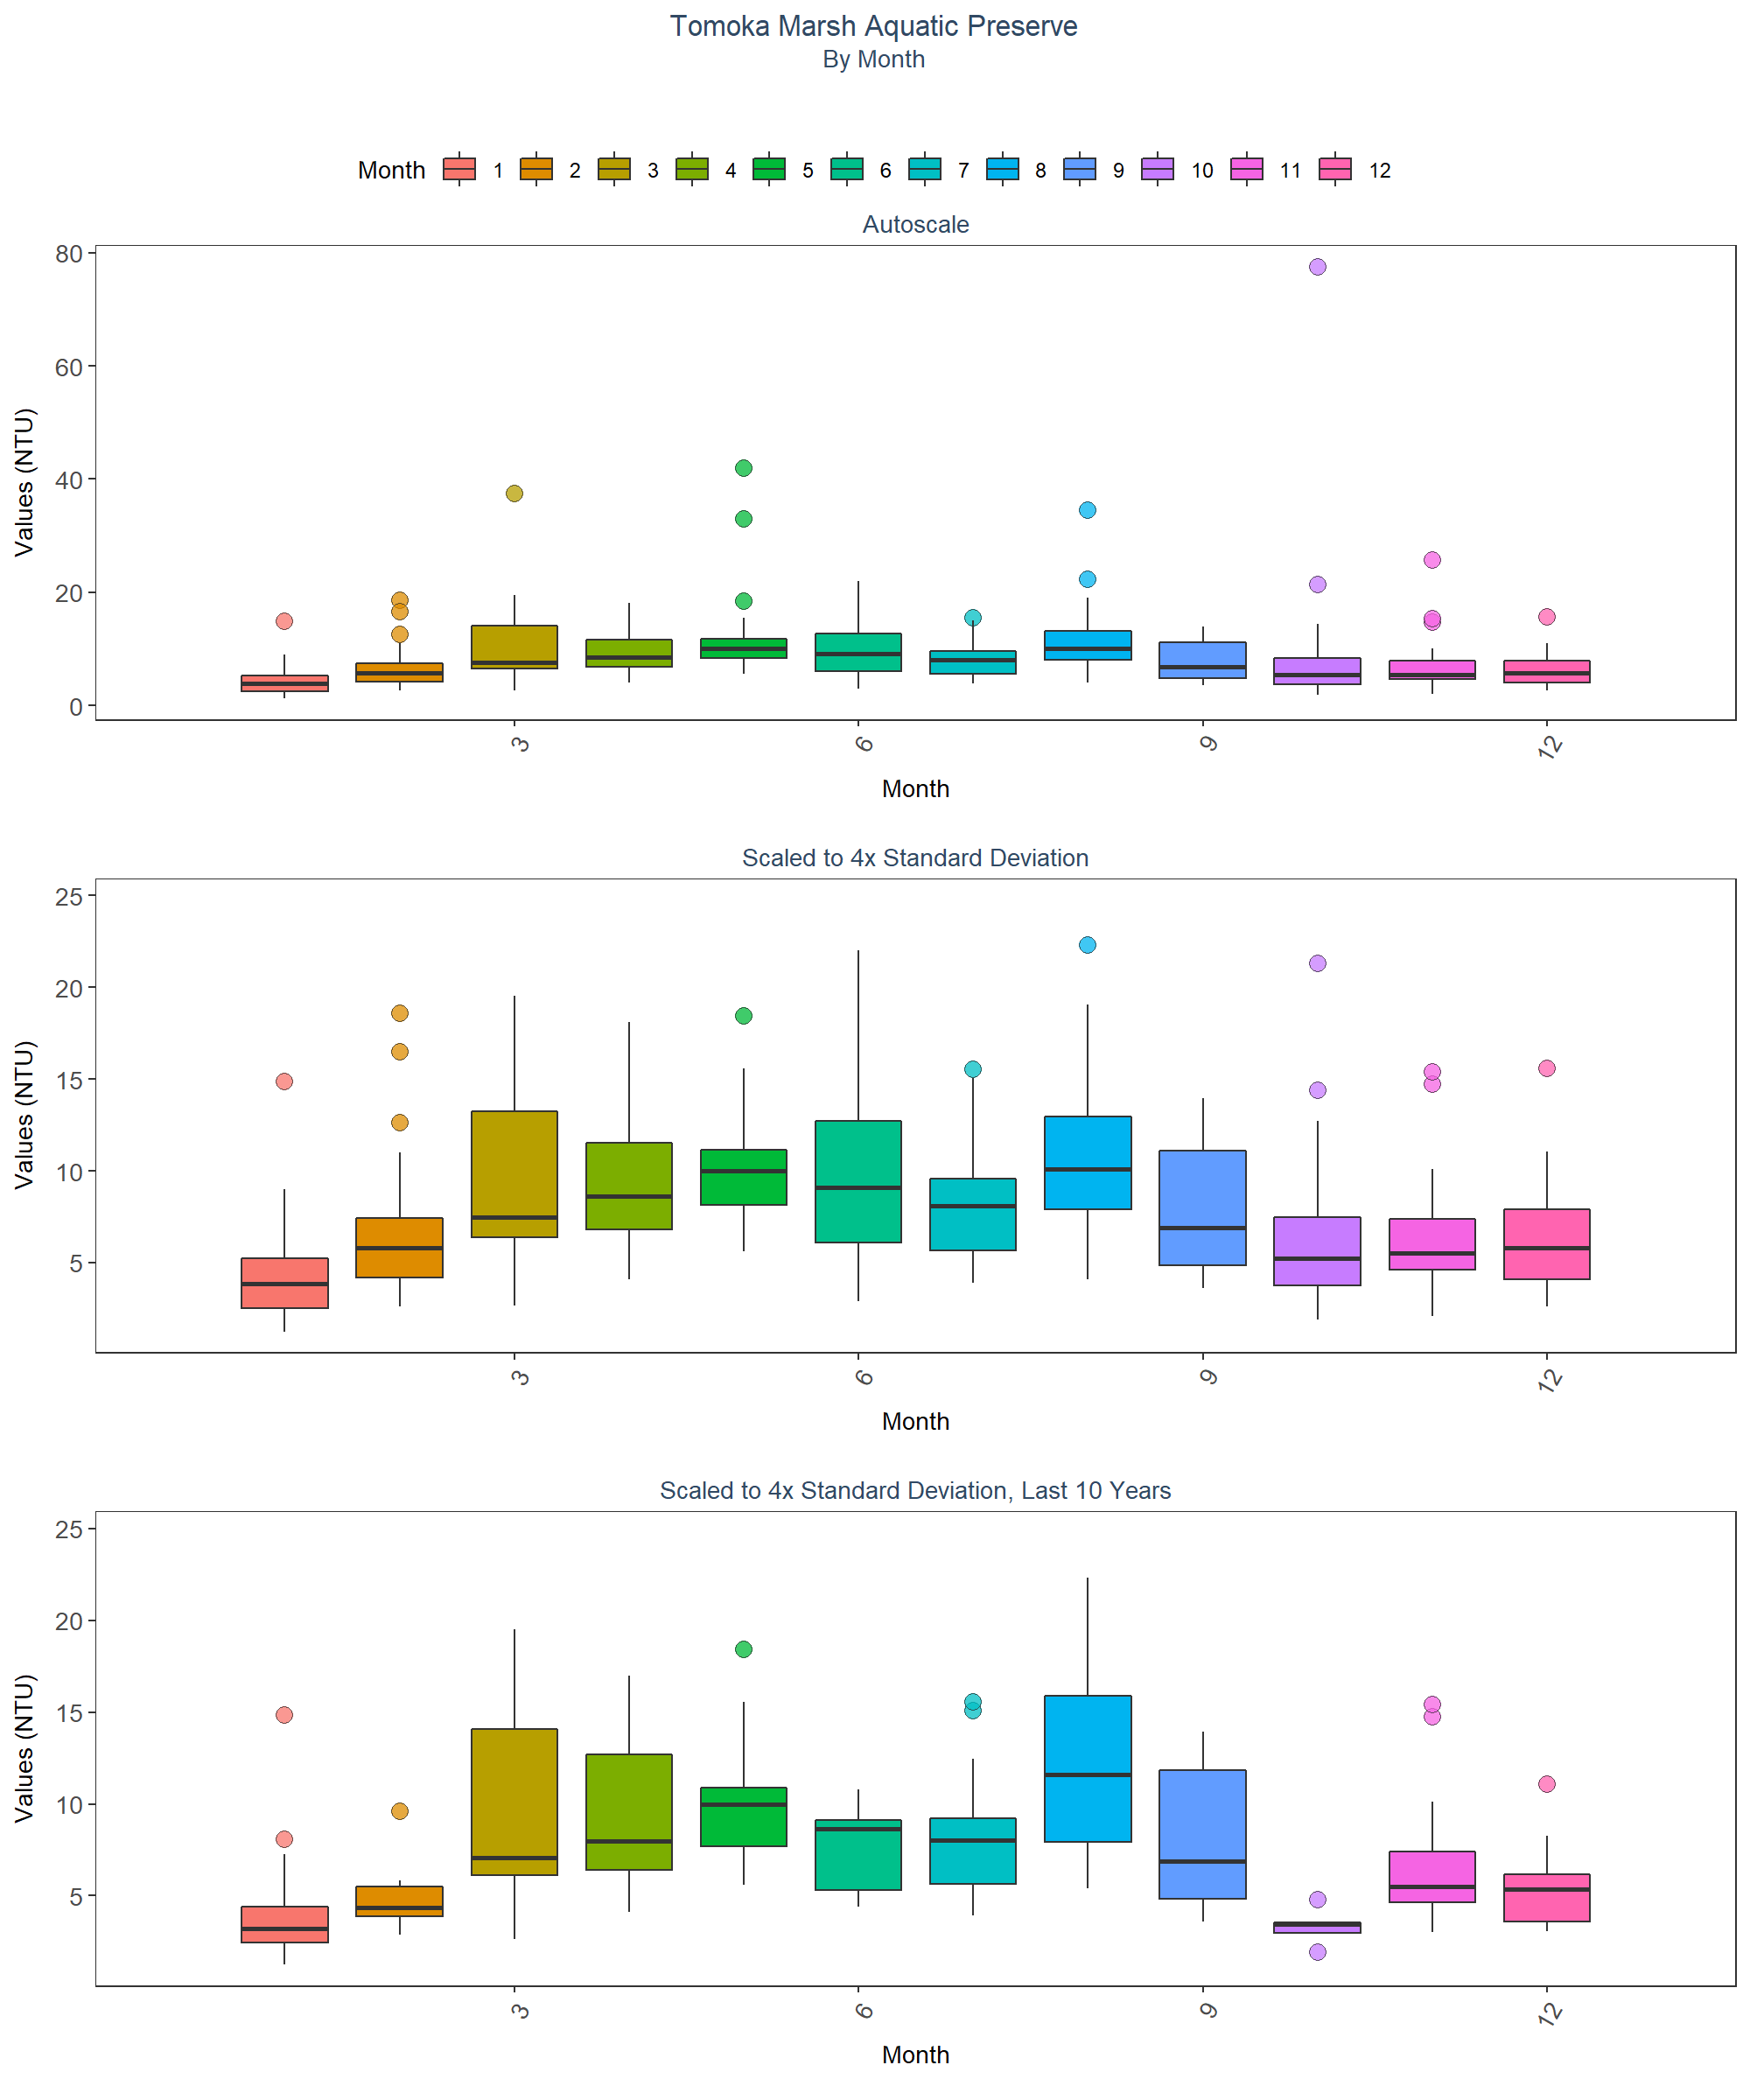 Tomoka Marsh Aquatic Preserve
By Month
Month 1 2 3 4 5 6 7 8 9 10 11 12
Autoscale
80
60
40
20
0
Values (NTU)
3 6 9 12
Month
Scaled to 4x Standard Deviation
25
20
15
10
5
Values (NTU)
3 6 9 12
Month
Scaled to 4x Standard Deviation, Last 10 Years
25
20
15
10
5
Values (NTU)
3 6 9 12
Month